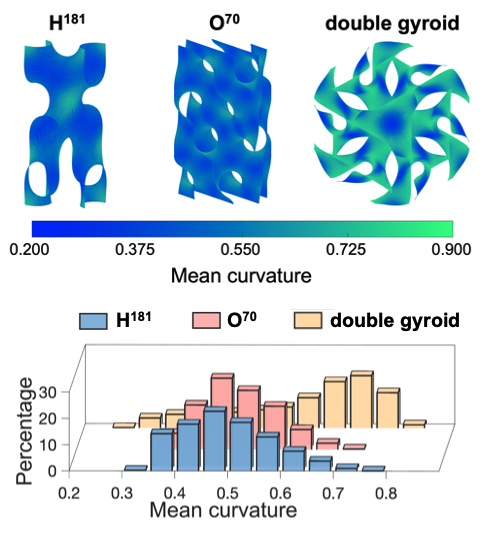 H¹⁸¹ O⁷⁰ double gyroid
0.200 0.375 0.550 0.725 0.900
Mean curvature
H¹⁸¹ O⁷⁰ double gyroid
30
20
10
0
Percentage
0.2 0.3 0.4 0.5 0.6 0.7 0.8
Mean curvature